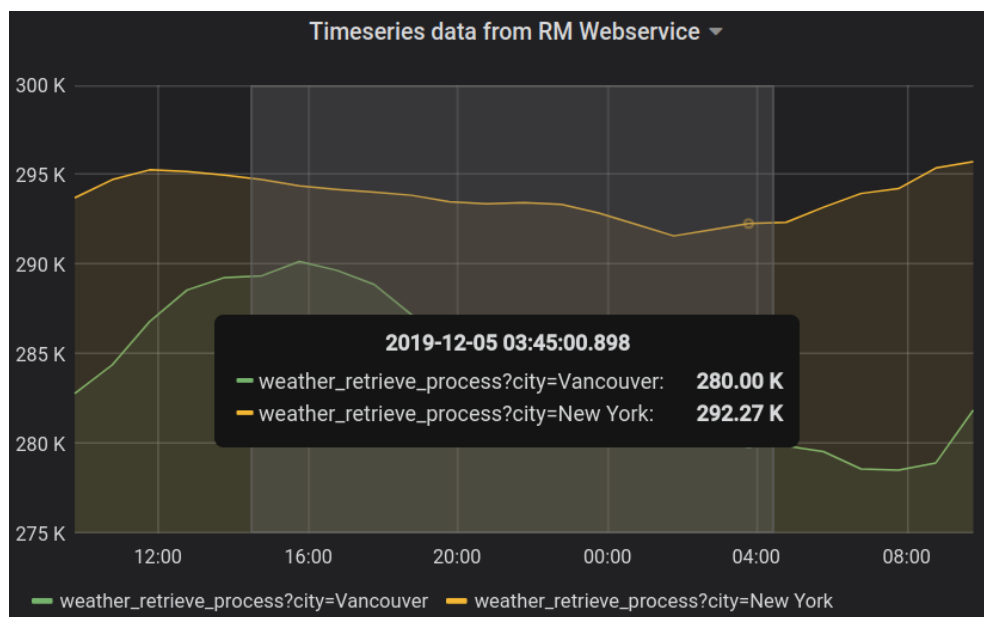 Timeseries data from RM Webservice
300 K
295 K
290 K
285 K
280 K
275 K
2019-12-05 03:45:00.898
weather_retrieve_process?city=Vancouver: 280.00 K
weather_retrieve_process?city=New York: 292.27 K
12:00 16:00 20:00 00:00 04:00 08:00
weather_retrieve_process?city=Vancouver weather_retrieve_process?city=New York